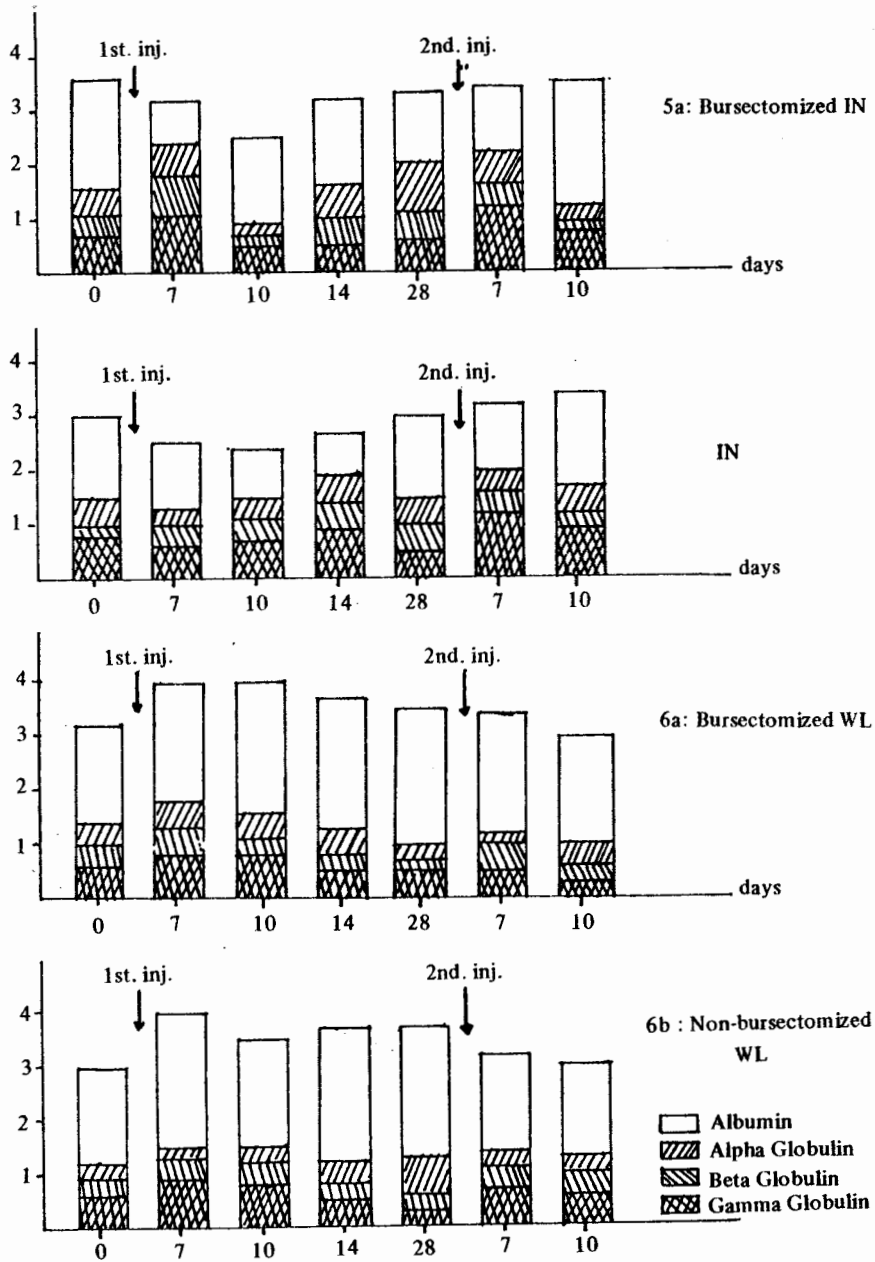 1st. inj.
2nd. inj.
4
3
2
1
5a: Bursectomized IN
days
0 7 10 14 28 7 10
1st. inj.
2nd. inj.
4
3
2
1
IN
days
0 7 10 14 28 7 10
1st. inj.
2nd. inj.
4
3
2
1
6a: Bursectomized WL
days
0 7 10 14 28 7 10
1st. inj.
2nd. inj.
4
3
2
1
6b : Non-bursectomized
WL
Albumin
Alpha Globulin
Beta Globulin
Gamma Globulin
0 7 10 14 28 7 10